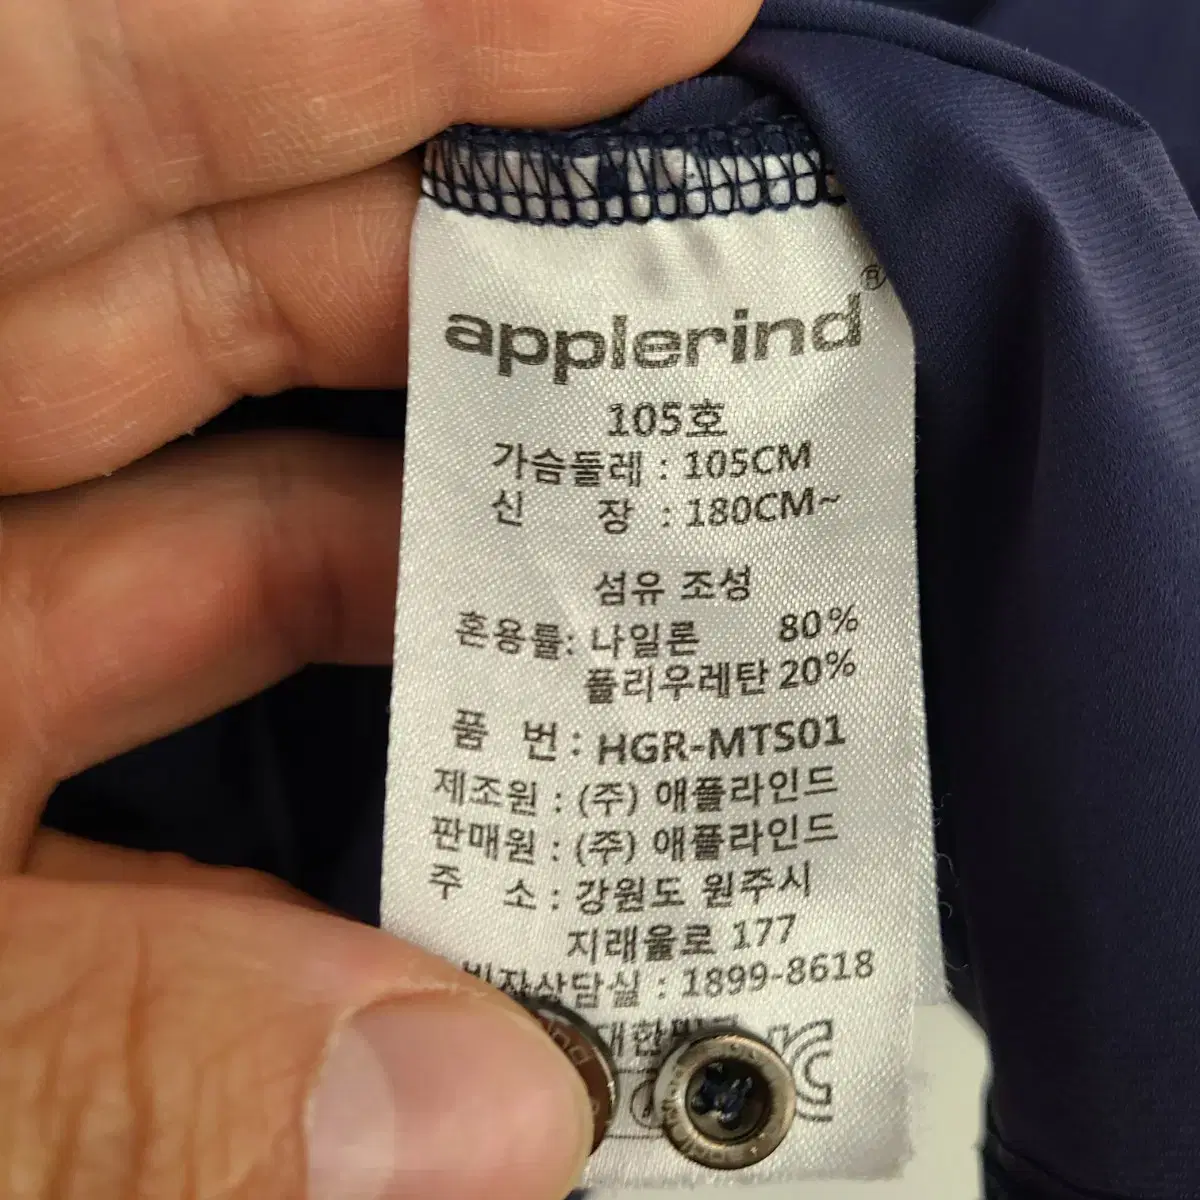 applerind®
105호
가슴둘레 : 105CM
신 장 : 180CM~
섬유 조성
혼용률: 나일론 80%
폴리우레탄 20%
품 번 : HGR-MTS01
제조원 : (주) 애플라인드
판매원 : (주) 애플라인드
주 소 : 강원도 원주시
지래울로 177
상담실 : 1899-8618